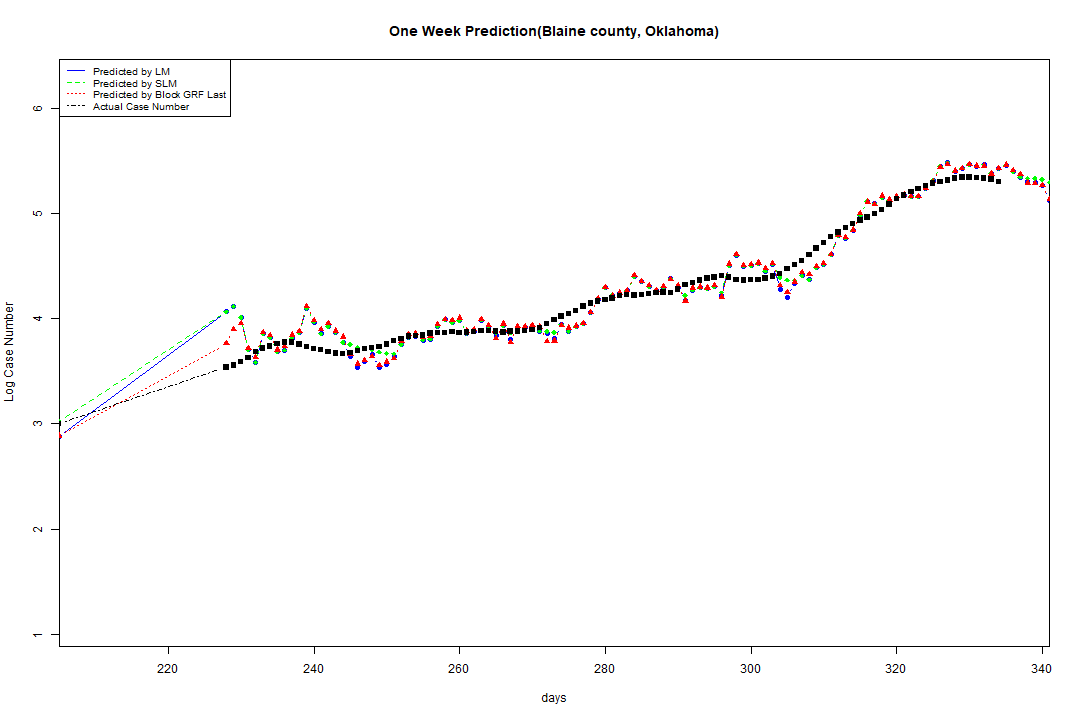 One Week Prediction(Blaine county, Oklahoma)
Predicted by LM
Predicted by SLM
Predicted by Block GRF Last
Actual Case Number
6
5
4
3
2
1
Log Case Number
220 240 260 280 300 320 340
days